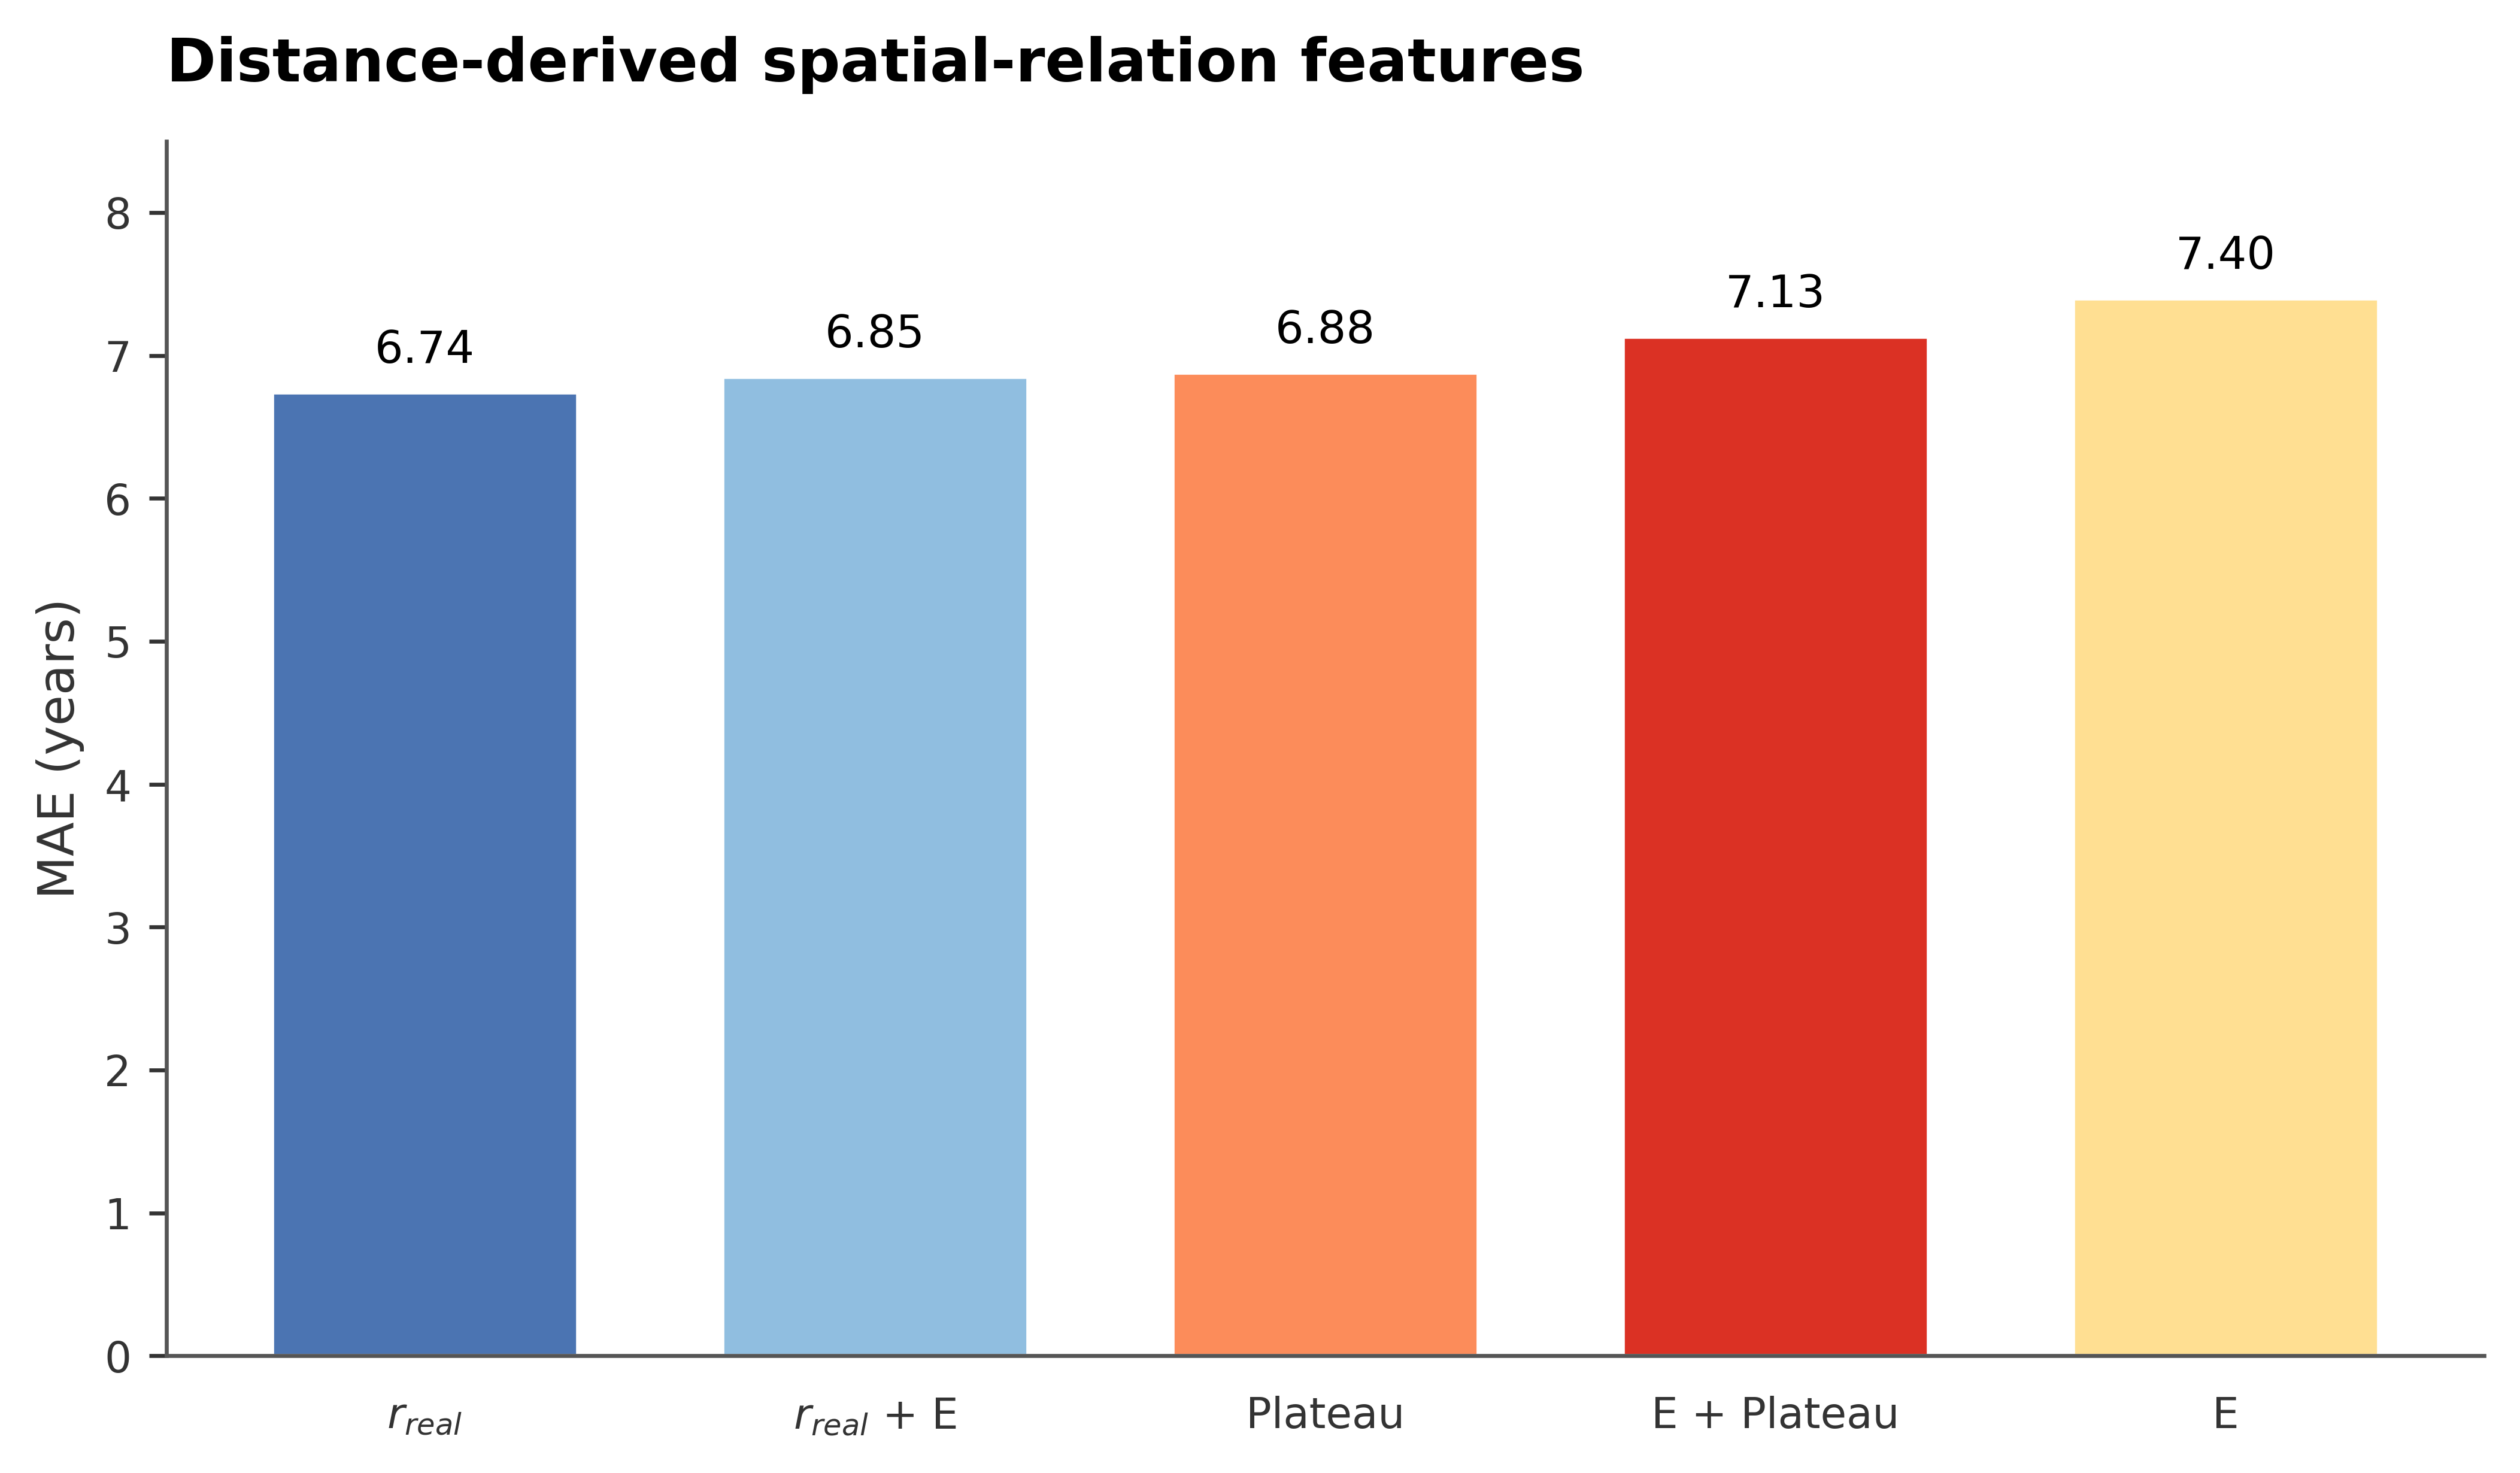 Distance-derived spatial-relation features
MAE (years)
8
7
6
5
4
3
2
1
0
6.74
6.85
6.88
7.13
7.40
r_real
r_real + E
Plateau
E + Plateau
E